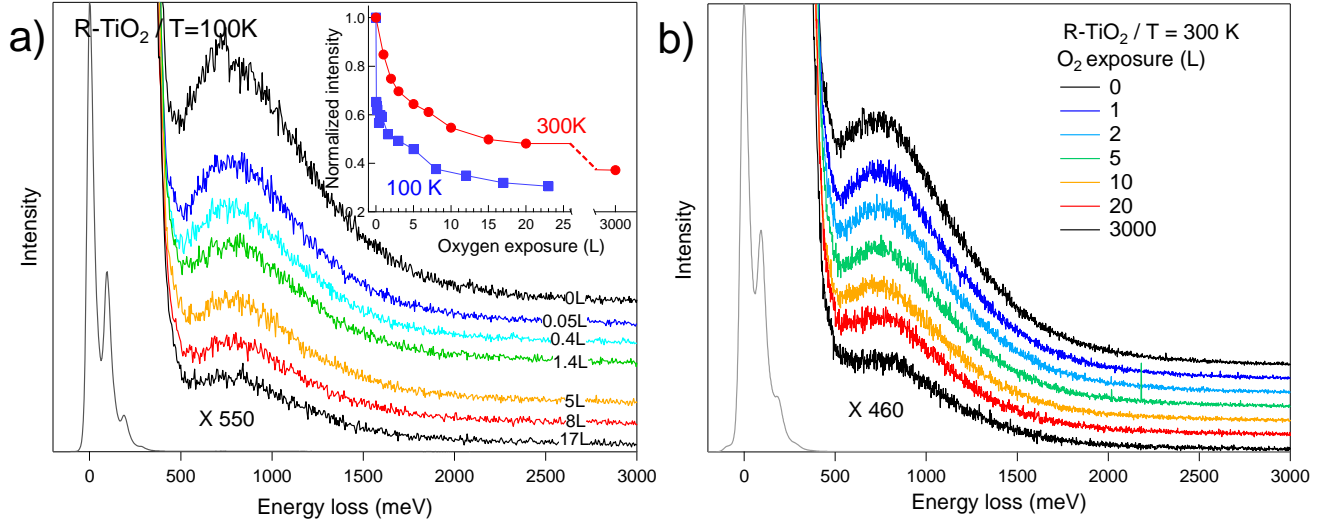 a)
R-TiO₂ / T=100K
Intensity
Normalized intensity
1.0
0.8
0.6
0.4
0.2
300K
100 K
0 5 10 15 20 25 3000
Oxygen exposure (L)
0L
0.05L
0.4L
1.4L
5L
8L
17L
X 550
0 500 1000 1500 2000 2500 3000
Energy loss (meV)
b)
R-TiO₂ / T = 300 K
O₂ exposure (L)
0
1
2
5
10
20
3000
Intensity
X 460
0 500 1000 1500 2000 2500 3000
Energy loss (meV)